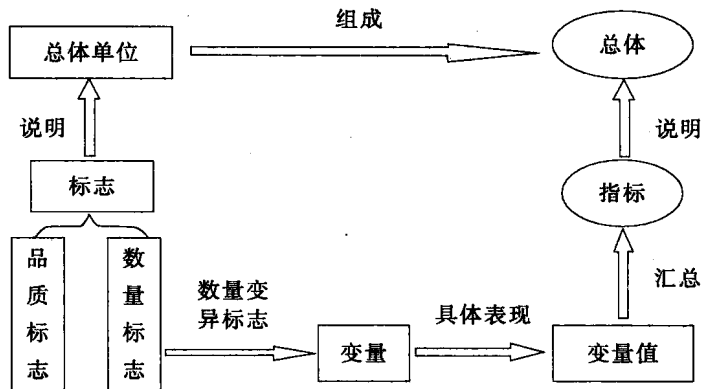 组成
总体单位
总体
说明
说明
标志
指标
品质标志
数量标志
数量变
异标志
汇总
具体表现
变量
变量值